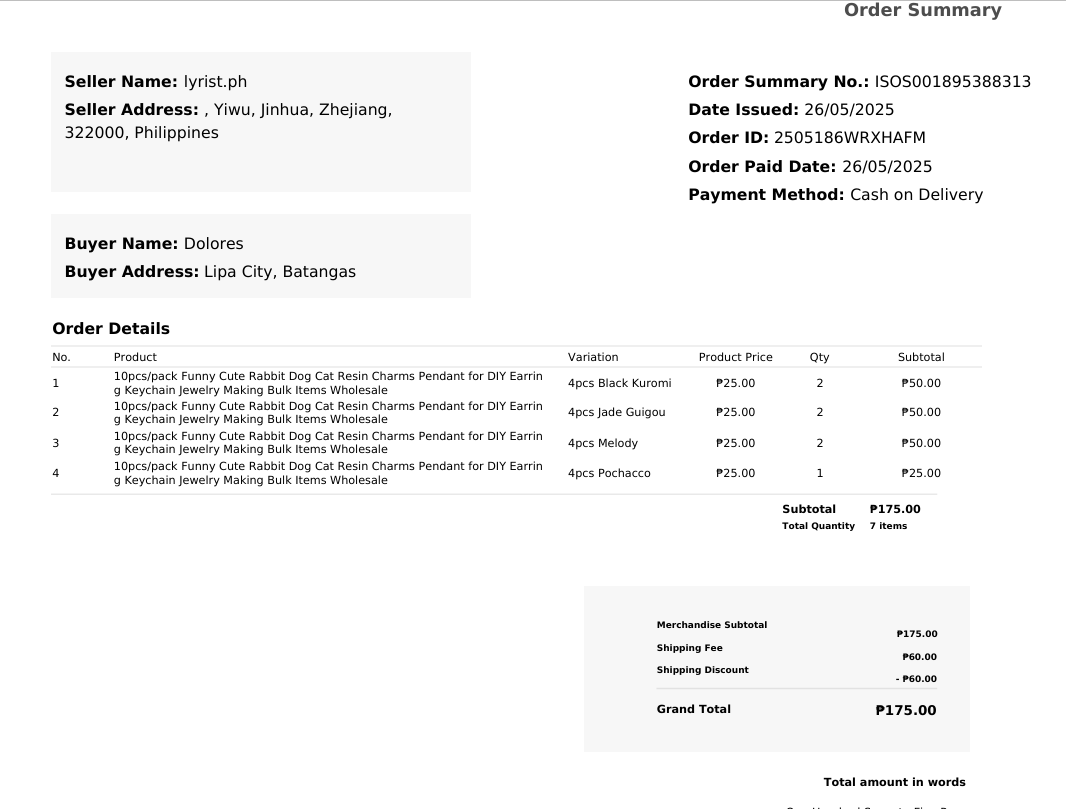 Order Summary
Seller Name: lyrist.ph
Seller Address: , Yiwu, Jinhua, Zhejiang,
322000, Philippines
Order Summary No.: ISOS001895388313
Date Issued: 26/05/2025
Order ID: 2505186WRXHAFM
Order Paid Date: 26/05/2025
Payment Method: Cash on Delivery
Buyer Name: Dolores
Buyer Address: Lipa City, Batangas
Order Details
No. Product Variation Product Price Qty Subtotal
1 10pcs/pack Funny Cute Rabbit Dog Cat Resin Charms Pendant for DIY Earrin
g Keychain Jewelry Making Bulk Items Wholesale 4pcs Black Kuromi ₱25.00 2 ₱50.00
2 10pcs/pack Funny Cute Rabbit Dog Cat Resin Charms Pendant for DIY Earrin
g Keychain Jewelry Making Bulk Items Wholesale 4pcs Jade Guigou ₱25.00 2 ₱50.00
3 10pcs/pack Funny Cute Rabbit Dog Cat Resin Charms Pendant for DIY Earrin
g Keychain Jewelry Making Bulk Items Wholesale 4pcs Melody ₱25.00 2 ₱50.00
4 10pcs/pack Funny Cute Rabbit Dog Cat Resin Charms Pendant for DIY Earrin
g Keychain Jewelry Making Bulk Items Wholesale 4pcs Pochacco ₱25.00 1 ₱25.00
Subtotal ₱175.00
Total Quantity 7 items
Merchandise Subtotal ₱175.00
Shipping Fee ₱60.00
Shipping Discount - ₱60.00
Grand Total ₱175.00
Total amount in words